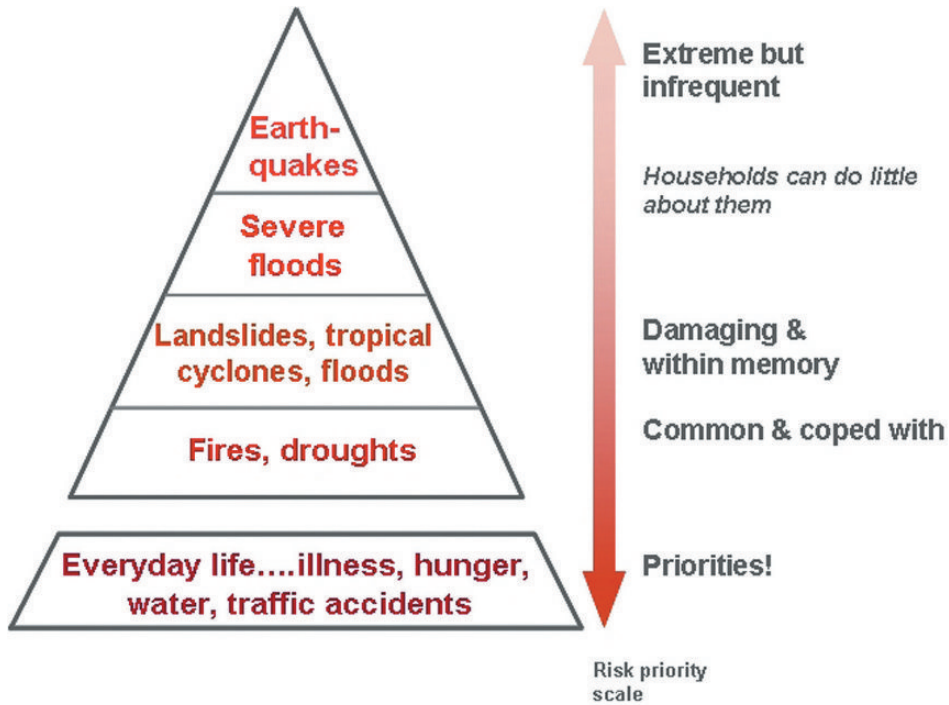 Earth-
quakes
Severe
floods
Landslides, tropical
cyclones, floods
Fires, droughts
Everyday life....illness, hunger,
water, traffic accidents
Extreme but
infrequent
Households can do little
about them
Damaging &
within memory
Common & coped with
Priorities!
Risk priority
scale